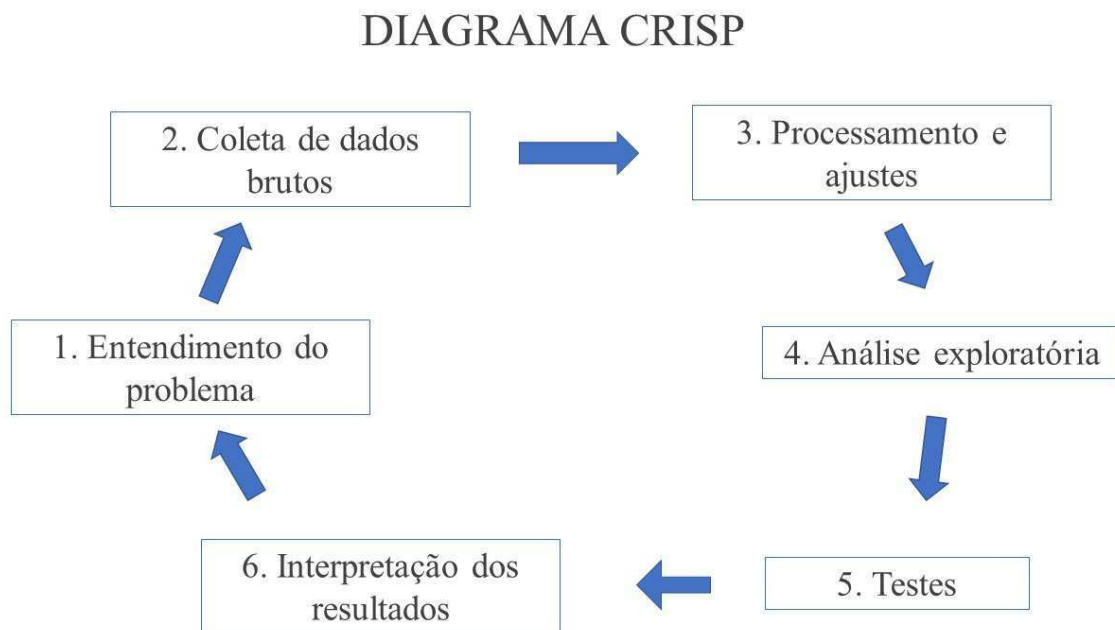 DIAGRAMA CRISP
2. Coleta de dados
brutos
3. Processamento e
ajustes
1. Entendimento do
problema
4. Análise exploratória
6. Interpretação dos
resultados
5. Testes